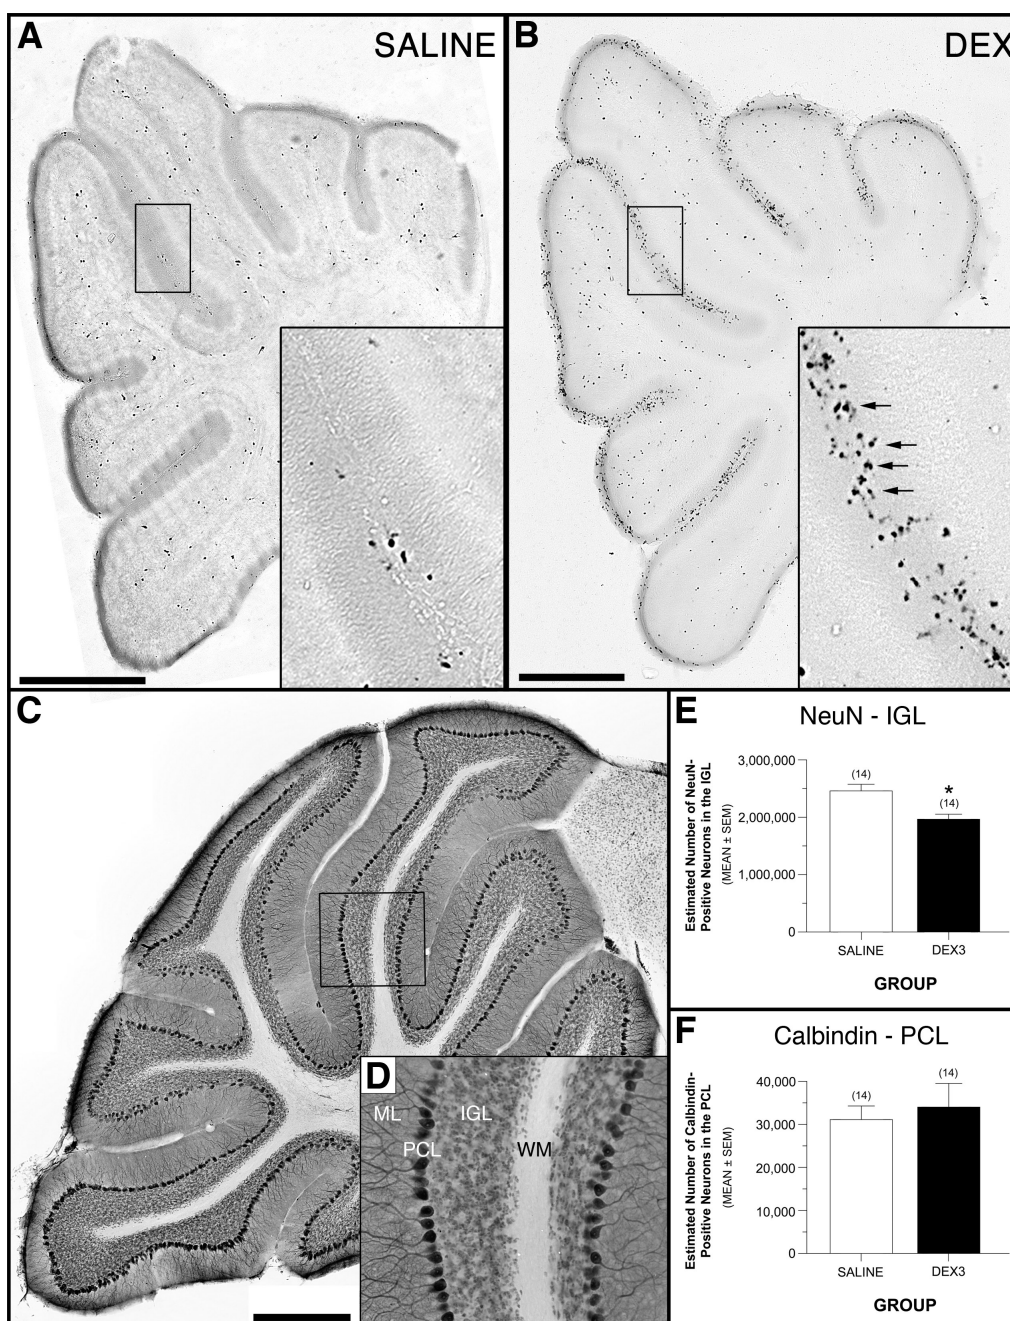 A
SALINE
B
DEX
C
D
ML
IGL
PCL
WM
E
NeuN - IGL
Estimated Number of NeuN-
Positive Neurons in the IGL
(MEAN ± SEM)
3,000,000
2,000,000
1,000,000
0
(14)
*
(14)
SALINE
DEX3
GROUP
F
Calbindin - PCL
Estimated Number of Calbindin-
Positive Neurons in the PCL
(MEAN ± SEM)
40,000
30,000
20,000
10,000
0
(14)
(14)
SALINE
DEX3
GROUP